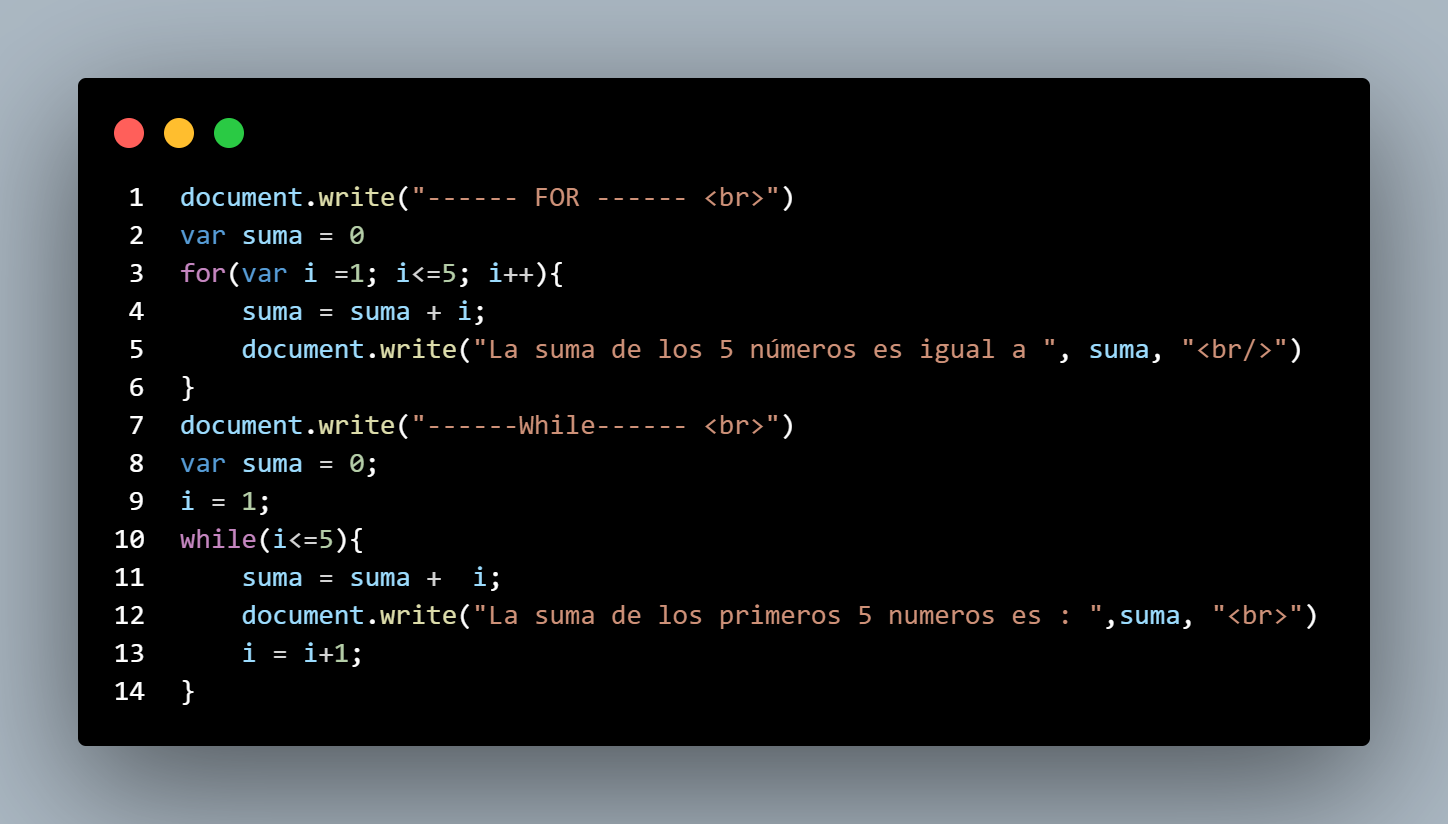 1 document.write("------ FOR ------ <br>")
2 var suma = 0
3 for(var i =1; i<=5; i++){
4     suma = suma + i;
5     document.write("La suma de los 5 números es igual a ", suma, "<br/>")
6 }
7 document.write("------While------ <br>")
8 var suma = 0;
9 i = 1;
10 while(i<=5){
11     suma = suma +  i;
12     document.write("La suma de los primeros 5 numeros es : ",suma, "<br>")
13     i = i+1;
14 }